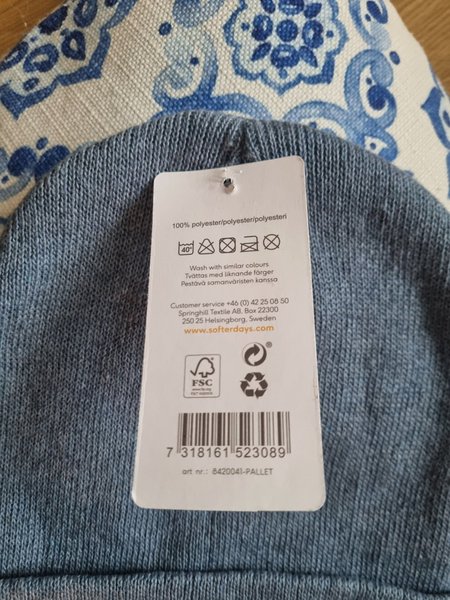 100% polyester/polyester/polyesteri
40°
Wash with similar colours
Tvättas med liknande färger
Pestävä samanväristen kanssa
Customer service +46 (0) 42 25 08 50
Springhill Textile AB, Box 22300
250 25 Helsingborg, Sweden
www.softerdays.com
FSC
7 318161 523089
art nr.: 8420041-PALLET